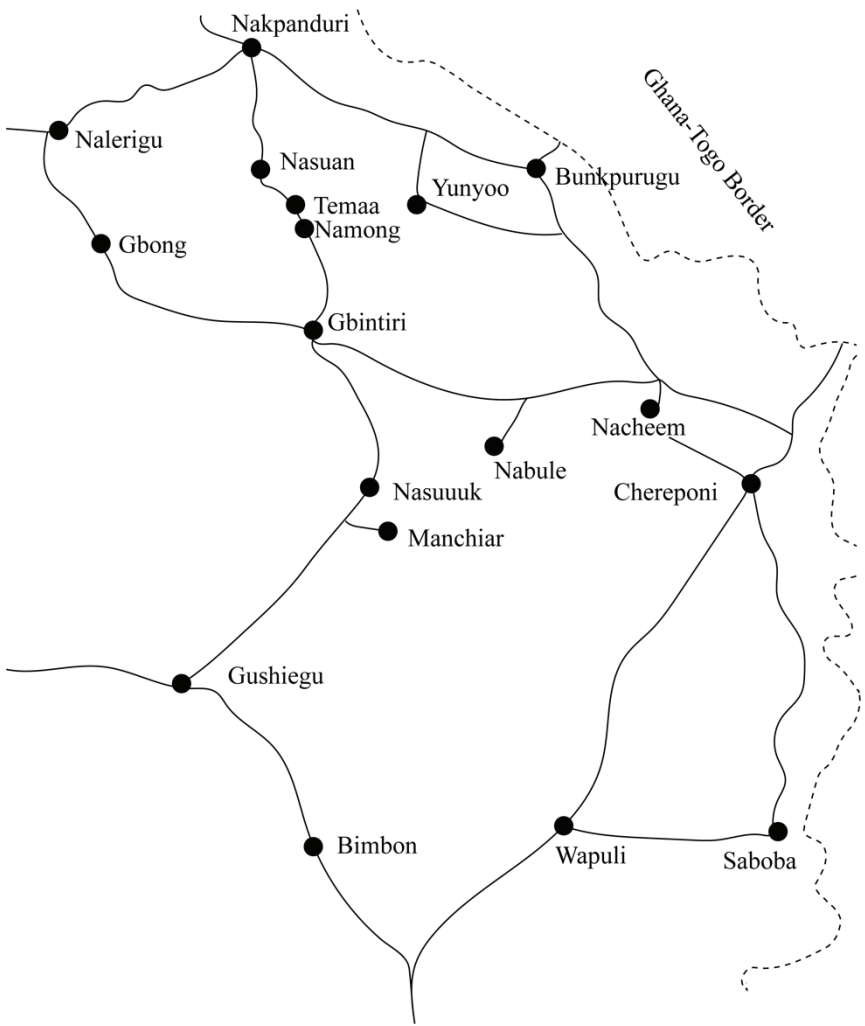 Nakpanduri
Ghana-Togo Border
Nalerigu
Nasuan
Bunkpurugu
Yunyoo
Temaa
Namong
Gbong
Gbintiri
Nacheem
Nabule
Nasuuuk
Chereponi
Manchiar
Gushiegu
Bimbon
Wapuli
Saboba